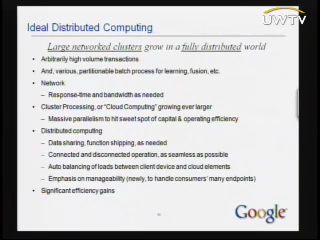 UWTV
Ideal Distributed Computing
Large networked clusters grow in a fully distributed world
• Arbitrarily high volume transactions
• And, various, partitionable batch process for learning, fusion, etc.
• Network
– Response-time and bandwidth as needed
• Cluster Processing, or "Cloud Computing" growing ever larger
– Massive parallelism to hit sweet spot of capital & operating efficiency
• Distributed computing
– Data sharing, function shipping, as needed
– Connected and disconnected operation, as seamless as possible
– Auto balancing of loads between client device and cloud elements
– Emphasis on manageability (newly, to handle consumers' many endpoints)
• Significant efficiency gains
Google